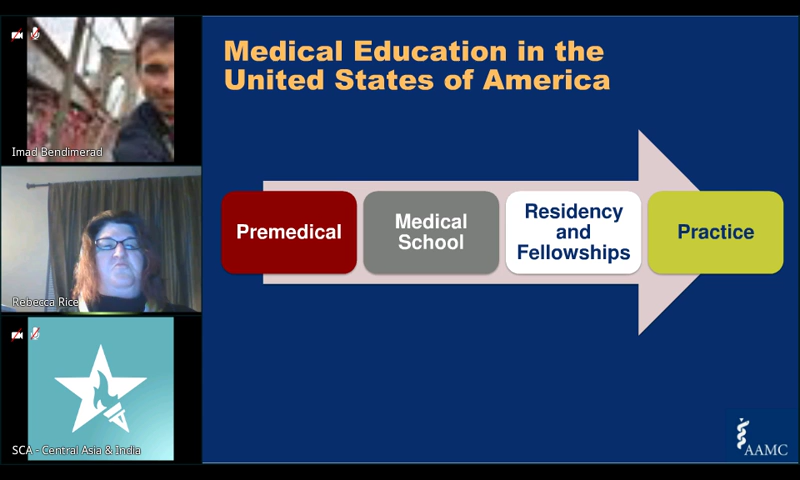 Imad Bendimerad
Rebecca Rice
SCA - Central Asia & India
Medical Education in the
United States of America
Premedical
Medical
School
Residency
and
Fellowships
Practice
AAMC